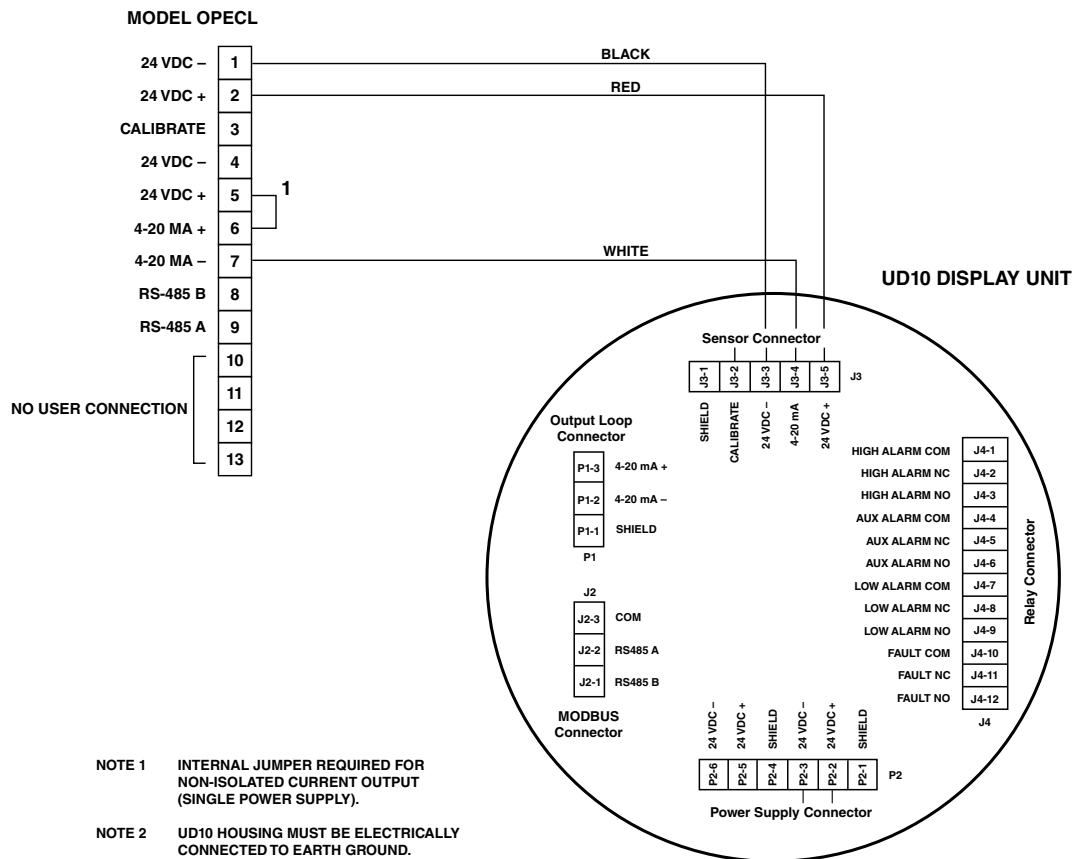 MODEL OPECL
24 VDC – 1
24 VDC + 2
CALIBRATE 3
24 VDC – 4
24 VDC + 5
4-20 MA + 6
4-20 MA – 7
RS-485 B 8
RS-485 A 9
10
11
12
13
NO USER CONNECTION
1
BLACK
RED
WHITE
UD10 DISPLAY UNIT
Sensor Connector
J3-1 J3-2 J3-3 J3-4 J3-5 J3
SHIELD
CALIBRATE
24 VDC –
4-20 mA
24 VDC +
Output Loop
Connector
P1-3 4-20 mA +
P1-2 4-20 mA –
P1-1 SHIELD
P1
J2
J2-3 COM
J2-2 RS485 A
J2-1 RS485 B
MODBUS
Connector
HIGH ALARM COM J4-1
HIGH ALARM NC J4-2
HIGH ALARM NO J4-3
AUX ALARM COM J4-4
AUX ALARM NC J4-5
AUX ALARM NO J4-6
LOW ALARM COM J4-7
LOW ALARM NC J4-8
LOW ALARM NO J4-9
FAULT COM J4-10
FAULT NC J4-11
FAULT NO J4-12
J4
Relay Connector
24 VDC –
24 VDC +
SHIELD
24 VDC –
24 VDC +
SHIELD
P2-6 P2-5 P2-4 P2-3 P2-2 P2-1 P2
Power Supply Connector
NOTE 1 INTERNAL JUMPER REQUIRED FOR
NON-ISOLATED CURRENT OUTPUT
(SINGLE POWER SUPPLY).
NOTE 2 UD10 HOUSING MUST BE ELECTRICALLY
CONNECTED TO EARTH GROUND.